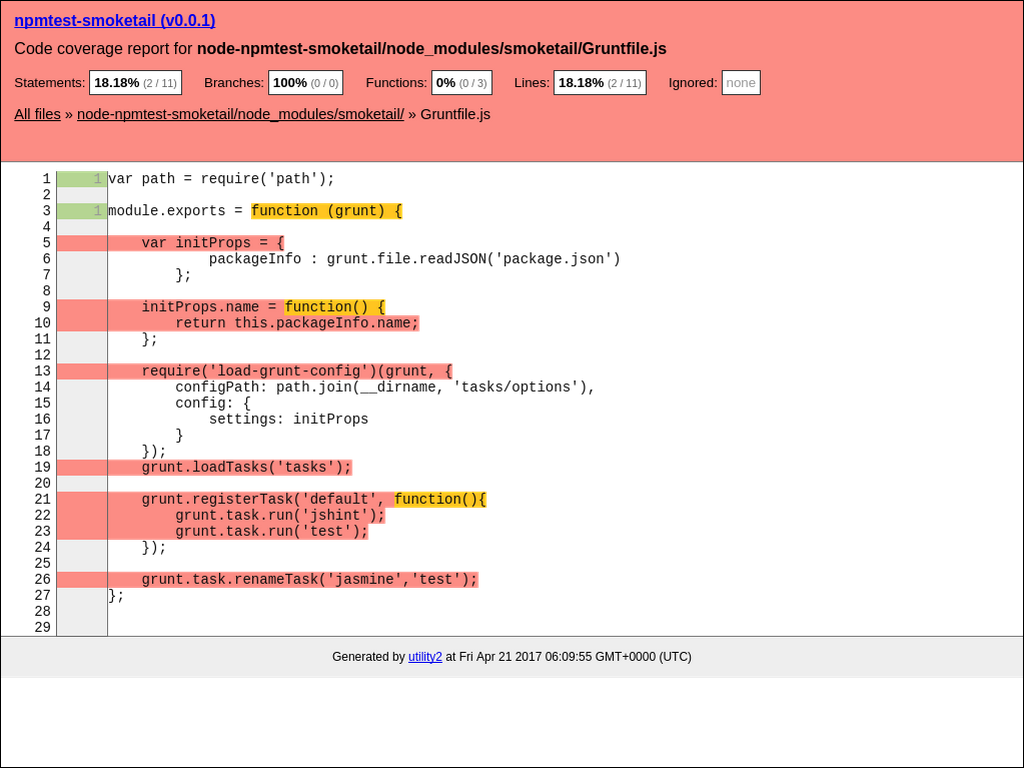 npmtest-smoketail (v0.0.1)
Code coverage report for node-npmtest-smoketail/node_modules/smoketail/Gruntfile.js
Statements: 18.18% (2 / 11) Branches: 100% (0 / 0) Functions: 0% (0 / 3) Lines: 18.18% (2 / 11) Ignored: none
All files » node-npmtest-smoketail/node_modules/smoketail/ » Gruntfile.js
1 1 var path = require('path');
2
3 1 module.exports = function (grunt) {
4
5     var initProps = {
6             packageInfo : grunt.file.readJSON('package.json')
7         };
8
9     initProps.name = function() {
10         return this.packageInfo.name;
11     };
12
13     require('load-grunt-config')(grunt, {
14         configPath: path.join(__dirname, 'tasks/options'),
15         config: {
16             settings: initProps
17         }
18     });
19     grunt.loadTasks('tasks');
20
21     grunt.registerTask('default', function(){
22         grunt.task.run('jshint');
23         grunt.task.run('test');
24     });
25
26     grunt.task.renameTask('jasmine','test');
27 };
28
29
Generated by utility2 at Fri Apr 21 2017 06:09:55 GMT+0000 (UTC)